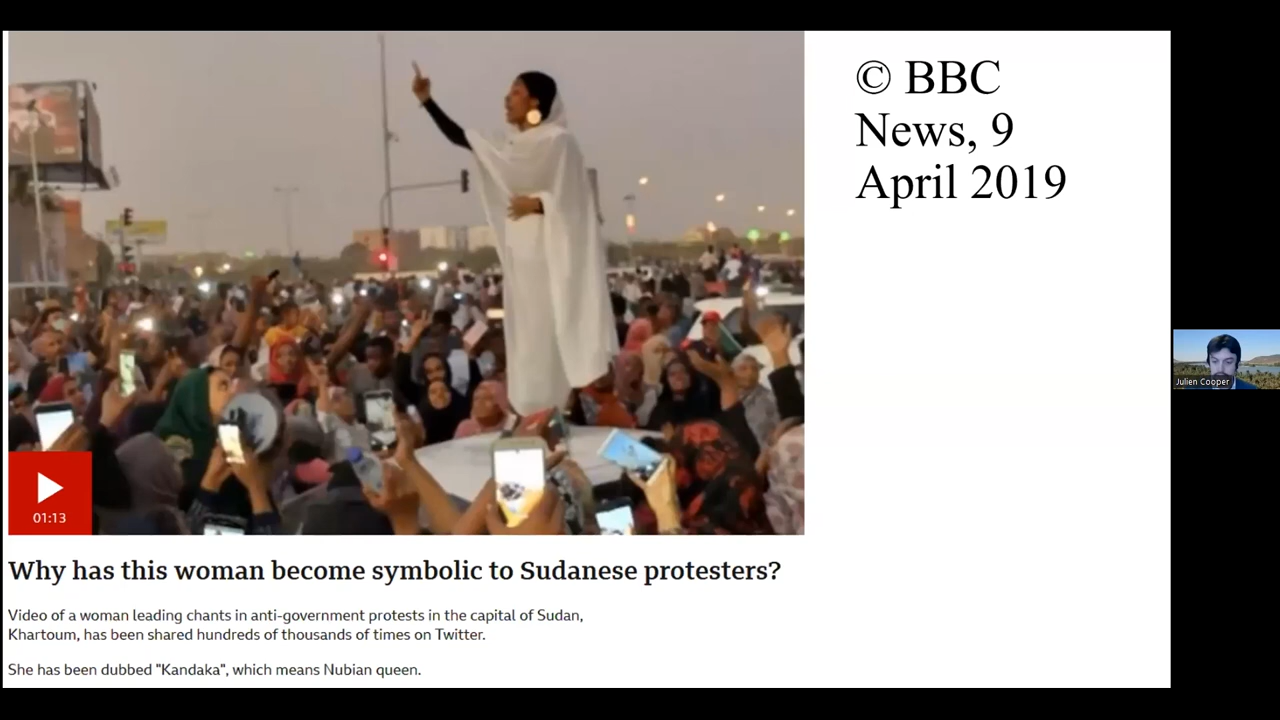 © BBC
News, 9
April 2019
01:13
Why has this woman become symbolic to Sudanese protesters?
Video of a woman leading chants in anti-government protests in the capital of Sudan,
Khartoum, has been shared hundreds of thousands of times on Twitter.
She has been dubbed "Kandaka", which means Nubian queen.
Julien Cooper